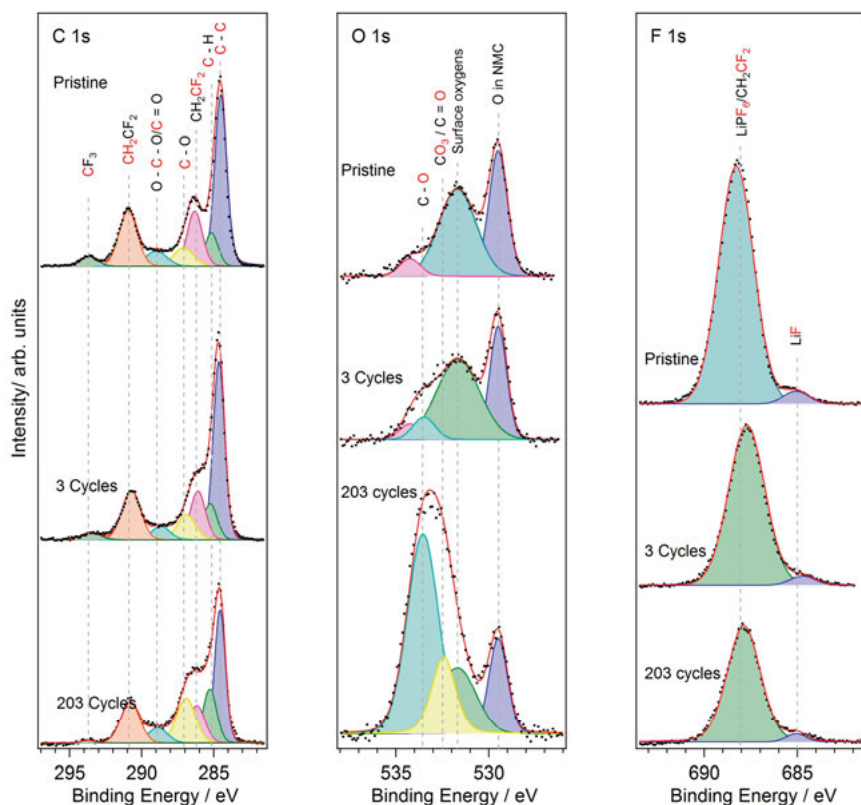 C 1s
Pristine
CF₃
CH₂CF₂
O - C - O/C = O
C - O
CH₂CF₂
C - H
C - C
3 Cycles
203 Cycles
295
290
285
Binding Energy / eV
Intensity/ arb. units
O 1s
Pristine
C - O
CO₃ / C = O
Surface oxygens
O in NMC
3 Cycles
203 cycles
535
530
Binding Energy / eV
F 1s
LiPF₆/CH₂CF₂
LiF
Pristine
3 Cycles
203 cycles
690
685
Binding Energy / eV